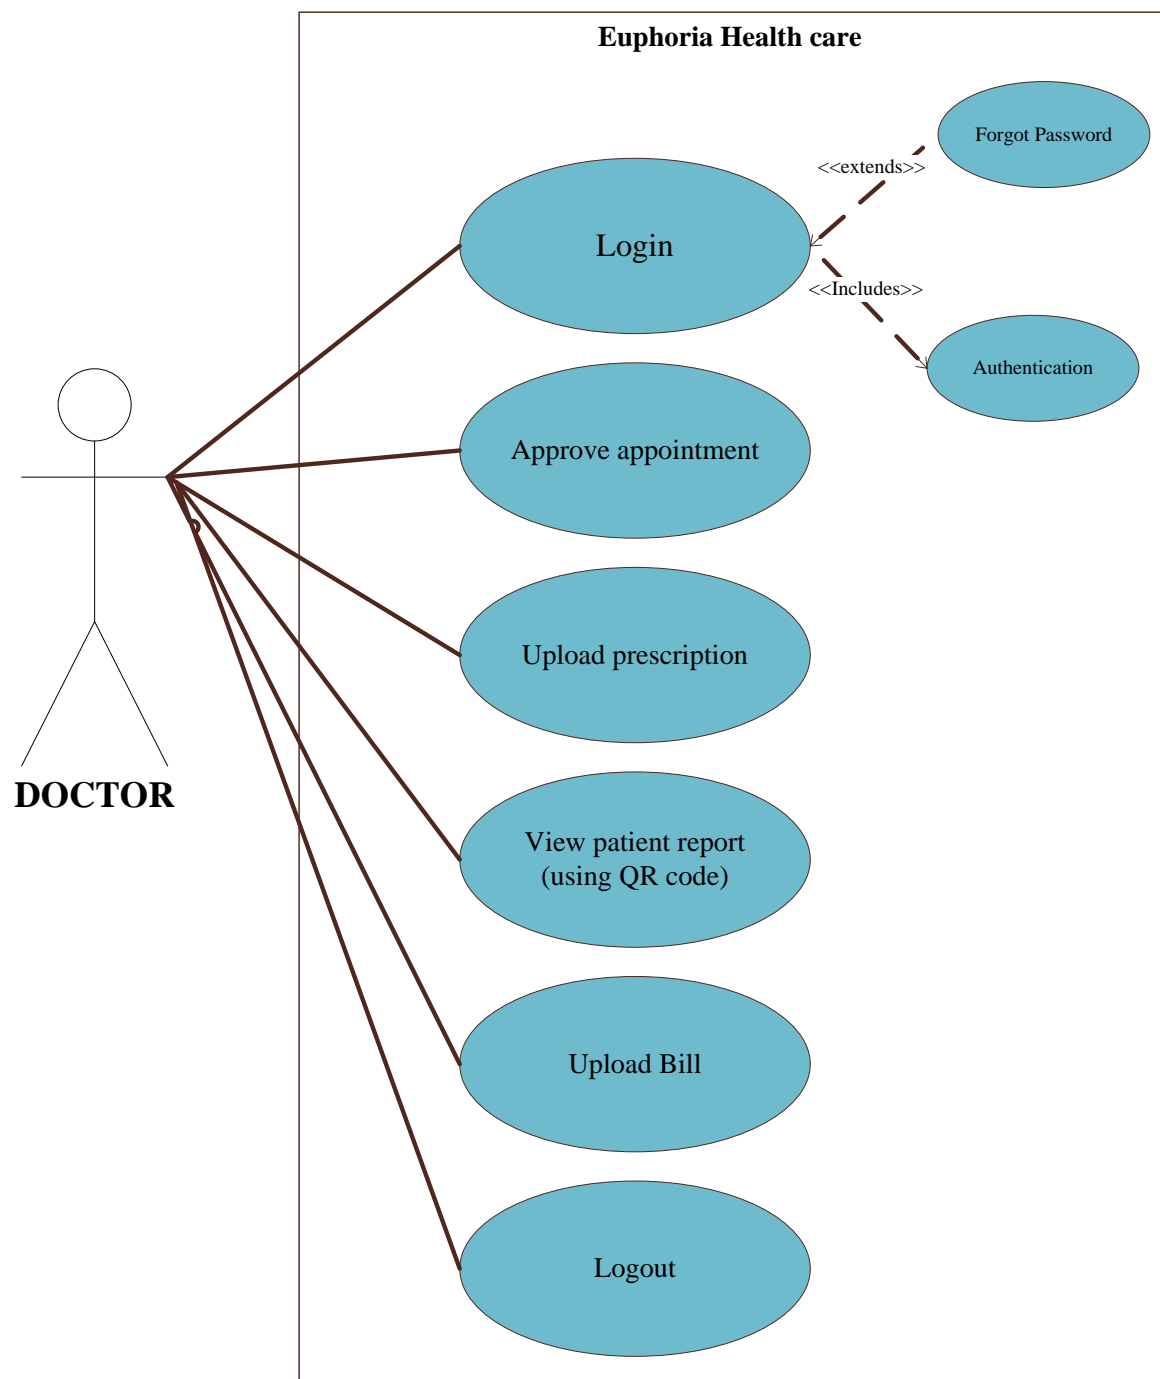 Euphoria Health care
Forgot Password
<<extends>>
Login
<<Includes>>
Authentication
Approve appointment
Upload prescription
DOCTOR
View patient report
(using QR code)
Upload Bill
Logout